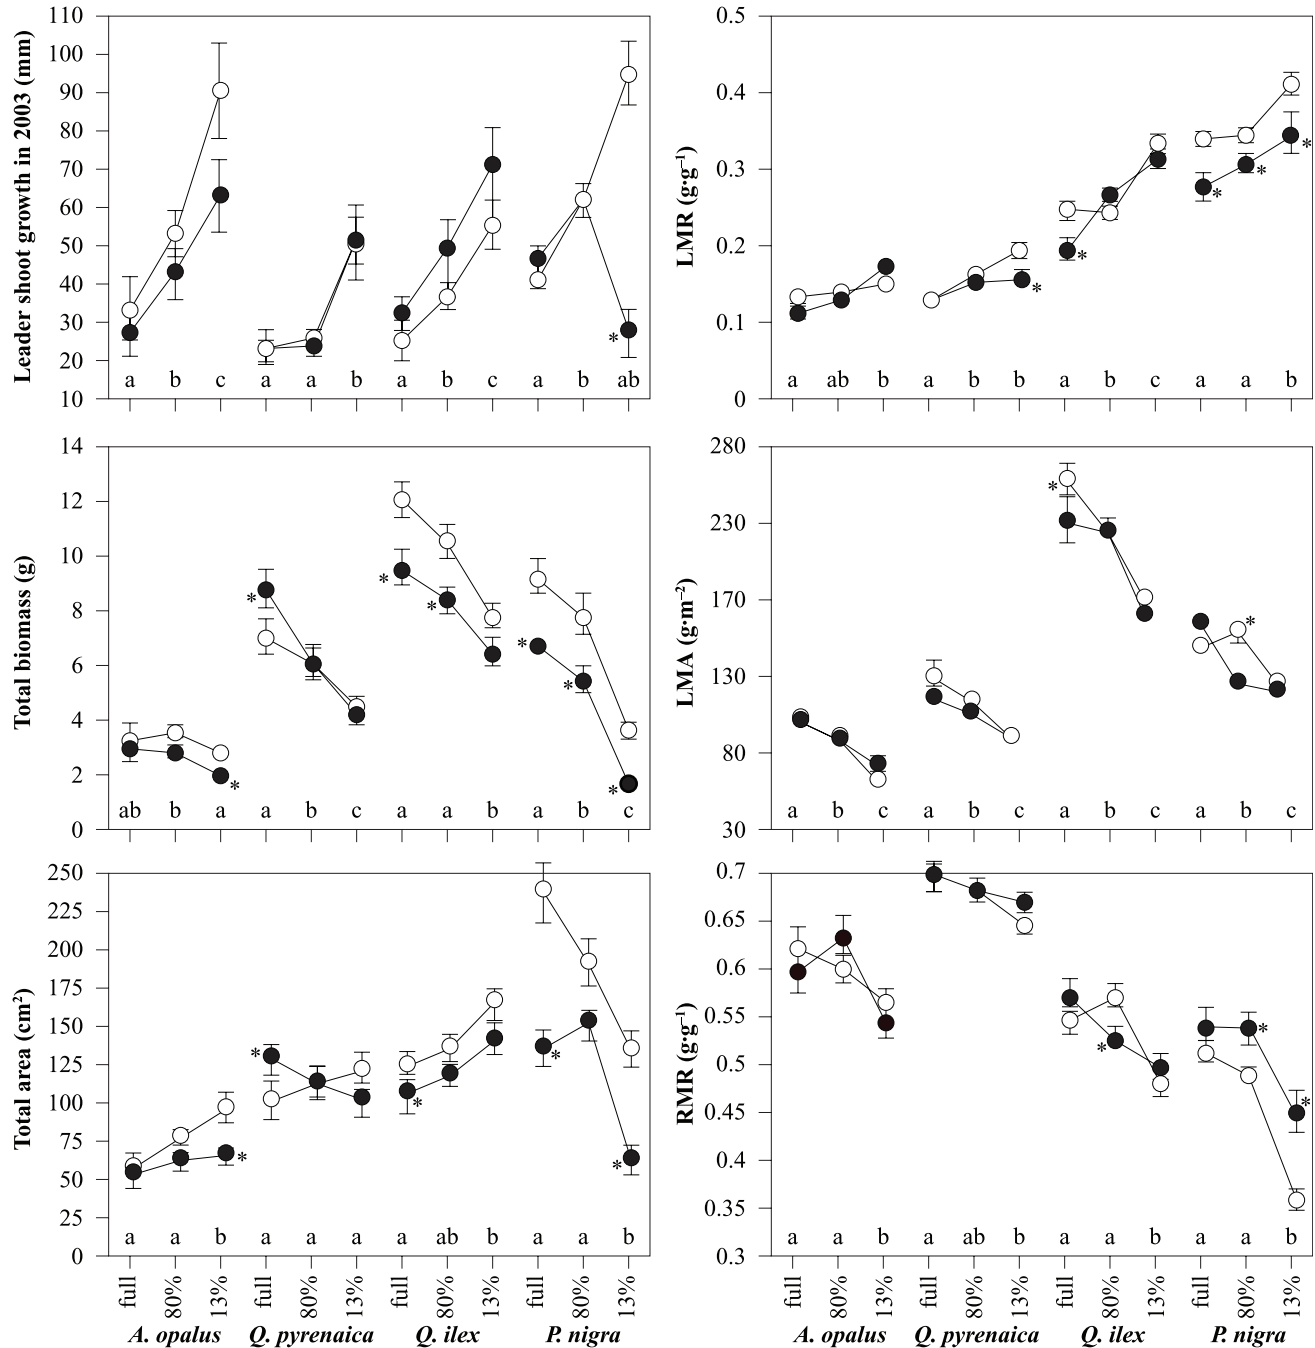 Leader shoot growth in 2003 (mm)
110
100
90
80
70
60
50
40
30
20
10
*
a b c a a b a b c a b ab
LMR (g·g⁻¹)
0.5
0.4
0.3
0.2
0.1
0
* * * * *
a ab b a b b a b c a a b
Total biomass (g)
14
12
10
8
6
4
2
0
* * * * * * *
ab b a a b c a a b a b c
LMA (g·m⁻²)
280
230
170
130
80
30
* *
a b c a b c a b c a b c
Total area (cm²)
250
225
200
175
150
125
100
75
50
25
0
* * * * *
a a b a a a a ab b a a b
full 80% 13% full 80% 13% full 80% 13% full 80% 13%
A. opalus Q. pyrenaica Q. ilex P. nigra
RMR (g·g⁻¹)
0.7
0.65
0.6
0.55
0.5
0.45
0.4
0.35
0.3
* * *
a a b a ab b a a b a a b
full 80% 13% full 80% 13% full 80% 13% full 80% 13%
A. opalus Q. pyrenaica Q. ilex P. nigra